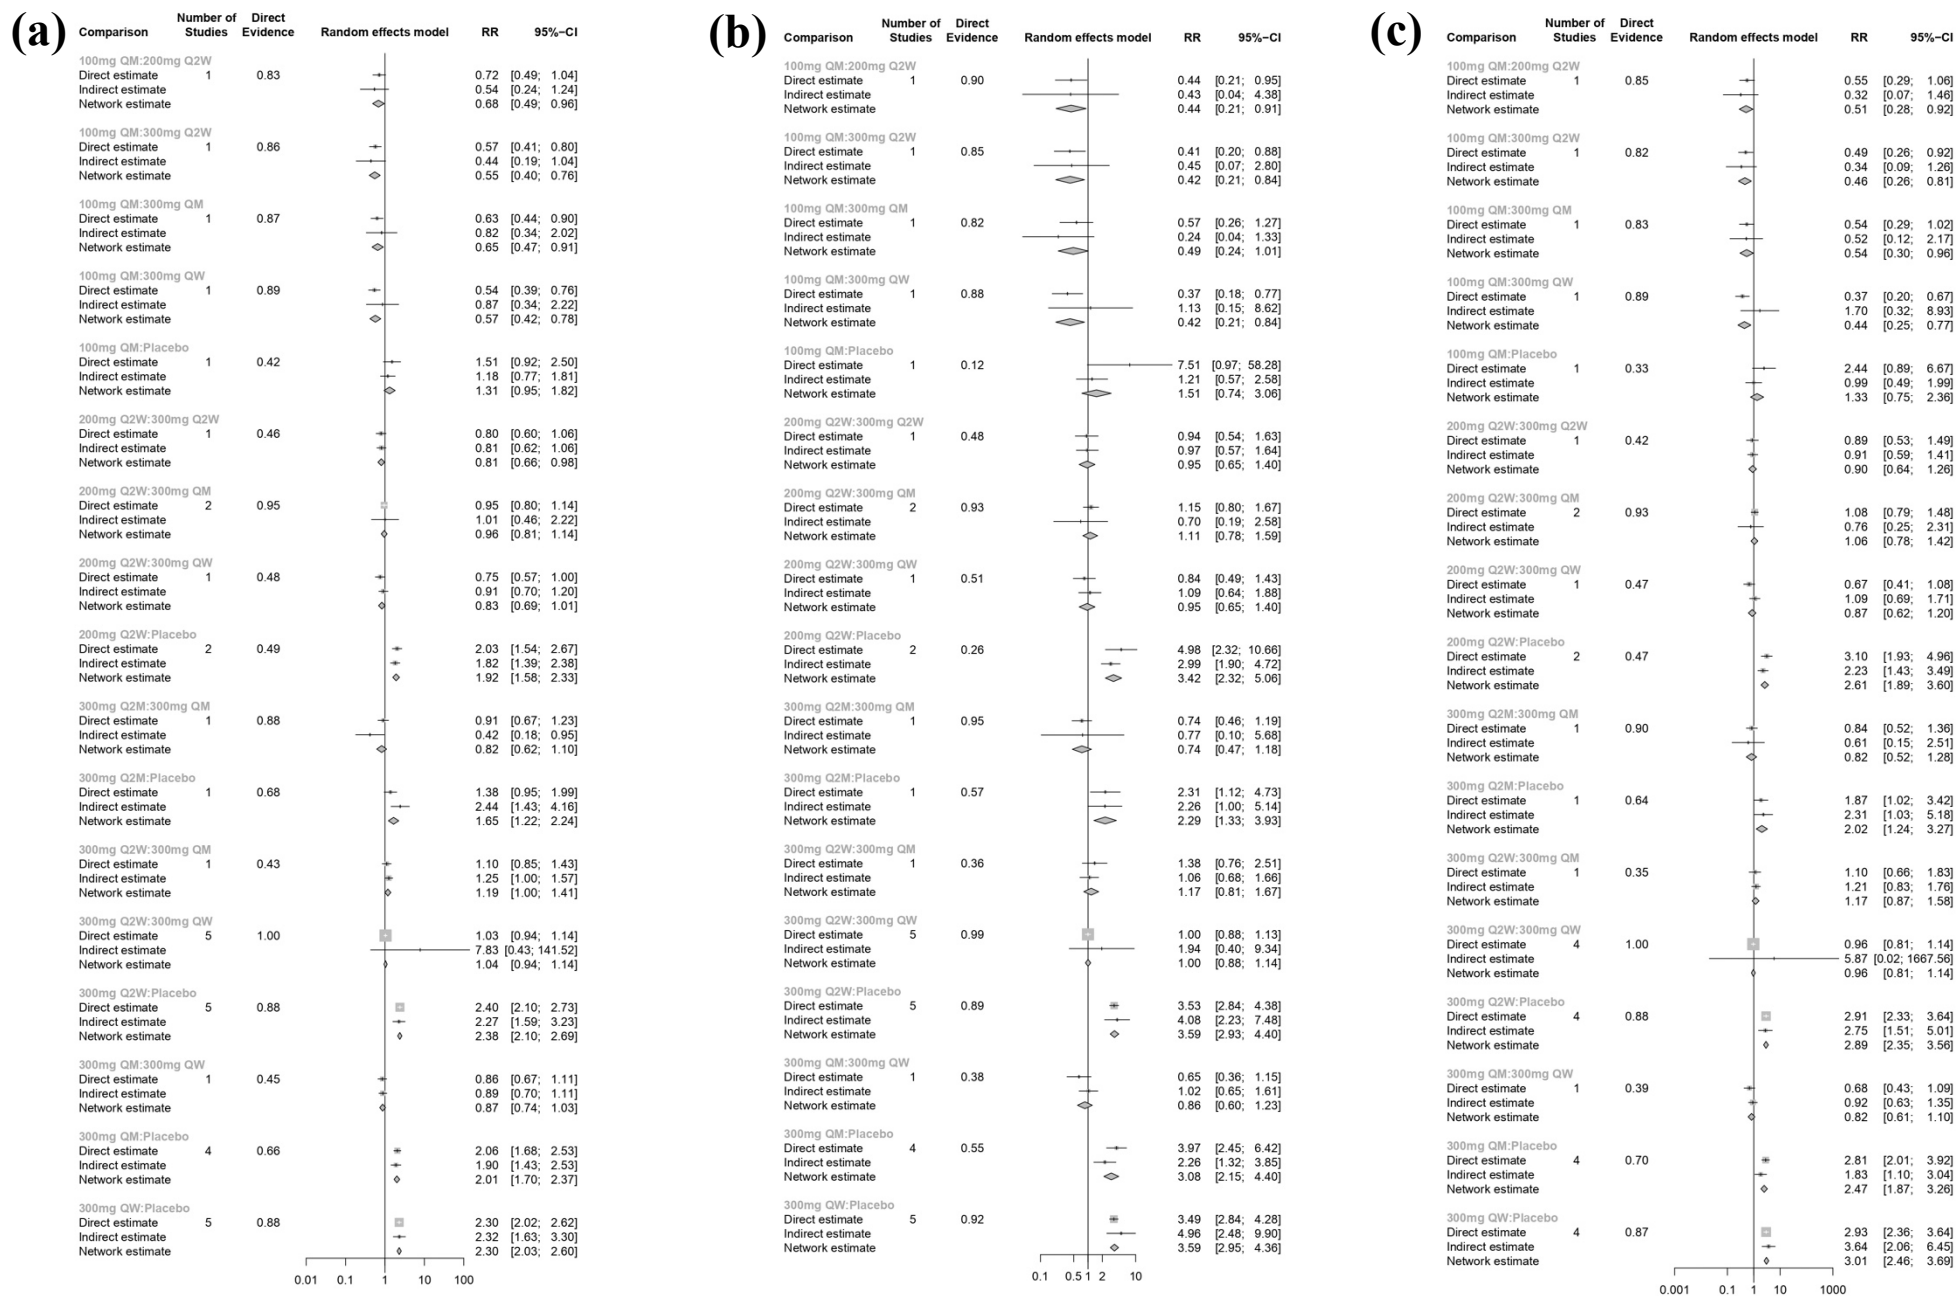 (a)
Comparison Number of Studies Direct Evidence Random effects model RR 95%−CI
100mg QM:200mg Q2W
Direct estimate 1 0.83 0.72 [0.49; 1.04]
Indirect estimate 0.54 [0.24; 1.24]
Network estimate 0.68 [0.49; 0.96]
100mg QM:300mg Q2W
Direct estimate 1 0.86 0.57 [0.41; 0.80]
Indirect estimate 0.44 [0.19; 1.04]
Network estimate 0.55 [0.40; 0.76]
100mg QM:300mg QM
Direct estimate 1 0.87 0.63 [0.44; 0.90]
Indirect estimate 0.82 [0.34; 2.02]
Network estimate 0.65 [0.47; 0.91]
100mg QM:300mg QW
Direct estimate 1 0.89 0.54 [0.39; 0.76]
Indirect estimate 0.87 [0.34; 2.22]
Network estimate 0.57 [0.42; 0.78]
100mg QM:Placebo
Direct estimate 1 0.42 1.51 [0.92; 2.50]
Indirect estimate 1.18 [0.77; 1.81]
Network estimate 1.31 [0.95; 1.82]
200mg Q2W:300mg Q2W
Direct estimate 1 0.46 0.80 [0.60; 1.06]
Indirect estimate 0.81 [0.62; 1.06]
Network estimate 0.81 [0.66; 0.98]
200mg Q2W:300mg QM
Direct estimate 2 0.95 0.95 [0.80; 1.14]
Indirect estimate 1.01 [0.46; 2.22]
Network estimate 0.96 [0.81; 1.14]
200mg Q2W:300mg QW
Direct estimate 1 0.48 0.75 [0.57; 1.00]
Indirect estimate 0.91 [0.70; 1.20]
Network estimate 0.83 [0.69; 1.01]
200mg Q2W:Placebo
Direct estimate 2 0.49 2.03 [1.54; 2.67]
Indirect estimate 1.82 [1.39; 2.38]
Network estimate 1.92 [1.58; 2.33]
300mg Q2M:300mg QM
Direct estimate 1 0.88 0.91 [0.67; 1.23]
Indirect estimate 0.42 [0.18; 0.95]
Network estimate 0.82 [0.62; 1.10]
300mg Q2M:Placebo
Direct estimate 1 0.68 1.38 [0.95; 1.99]
Indirect estimate 2.44 [1.43; 4.16]
Network estimate 1.65 [1.22; 2.24]
300mg Q2W:300mg QM
Direct estimate 1 0.43 1.10 [0.85; 1.43]
Indirect estimate 1.25 [1.00; 1.57]
Network estimate 1.19 [1.00; 1.41]
300mg Q2W:300mg QW
Direct estimate 5 1.00 1.03 [0.94; 1.14]
Indirect estimate 7.83 [0.43; 141.52]
Network estimate 1.04 [0.94; 1.14]
300mg Q2W:Placebo
Direct estimate 5 0.88 2.40 [2.10; 2.73]
Indirect estimate 2.27 [1.59; 3.23]
Network estimate 2.38 [2.10; 2.69]
300mg QM:300mg QW
Direct estimate 1 0.45 0.86 [0.67; 1.11]
Indirect estimate 0.89 [0.70; 1.11]
Network estimate 0.87 [0.74; 1.03]
300mg QM:Placebo
Direct estimate 4 0.66 2.06 [1.68; 2.53]
Indirect estimate 1.90 [1.43; 2.53]
Network estimate 2.01 [1.70; 2.37]
300mg QW:Placebo
Direct estimate 5 0.88 2.30 [2.02; 2.62]
Indirect estimate 2.32 [1.63; 3.30]
Network estimate 2.30 [2.03; 2.60]
0.01 0.1 1 10 100
(b)
Comparison Number of Studies Direct Evidence Random effects model RR 95%−CI
100mg QM:200mg Q2W
Direct estimate 1 0.90 0.44 [0.21; 0.95]
Indirect estimate 0.43 [0.04; 4.38]
Network estimate 0.44 [0.21; 0.91]
100mg QM:300mg Q2W
Direct estimate 1 0.85 0.41 [0.20; 0.88]
Indirect estimate 0.45 [0.07; 2.80]
Network estimate 0.42 [0.21; 0.84]
100mg QM:300mg QM
Direct estimate 1 0.82 0.57 [0.26; 1.27]
Indirect estimate 0.24 [0.04; 1.33]
Network estimate 0.49 [0.24; 1.01]
100mg QM:300mg QW
Direct estimate 1 0.88 0.37 [0.18; 0.77]
Indirect estimate 1.13 [0.15; 8.62]
Network estimate 0.42 [0.21; 0.84]
100mg QM:Placebo
Direct estimate 1 0.12 7.51 [0.97; 58.28]
Indirect estimate 1.21 [0.57; 2.58]
Network estimate 1.51 [0.74; 3.06]
200mg Q2W:300mg Q2W
Direct estimate 1 0.48 0.94 [0.54; 1.63]
Indirect estimate 0.97 [0.57; 1.64]
Network estimate 0.95 [0.65; 1.40]
200mg Q2W:300mg QM
Direct estimate 2 0.93 1.15 [0.80; 1.67]
Indirect estimate 0.70 [0.19; 2.58]
Network estimate 1.11 [0.78; 1.59]
200mg Q2W:300mg QW
Direct estimate 1 0.51 0.84 [0.49; 1.43]
Indirect estimate 1.09 [0.64; 1.88]
Network estimate 0.95 [0.65; 1.40]
200mg Q2W:Placebo
Direct estimate 2 0.26 4.98 [2.32; 10.66]
Indirect estimate 2.99 [1.90; 4.72]
Network estimate 3.42 [2.32; 5.06]
300mg Q2M:300mg QM
Direct estimate 1 0.95 0.74 [0.46; 1.19]
Indirect estimate 0.77 [0.10; 5.68]
Network estimate 0.74 [0.47; 1.18]
300mg Q2M:Placebo
Direct estimate 1 0.57 2.31 [1.12; 4.73]
Indirect estimate 2.26 [1.00; 5.14]
Network estimate 2.29 [1.33; 3.93]
300mg Q2W:300mg QM
Direct estimate 1 0.36 1.38 [0.76; 2.51]
Indirect estimate 1.06 [0.68; 1.66]
Network estimate 1.17 [0.81; 1.67]
300mg Q2W:300mg QW
Direct estimate 5 0.99 1.00 [0.88; 1.13]
Indirect estimate 1.94 [0.40; 9.34]
Network estimate 1.00 [0.88; 1.14]
300mg Q2W:Placebo
Direct estimate 5 0.89 3.53 [2.84; 4.38]
Indirect estimate 4.08 [2.23; 7.48]
Network estimate 3.59 [2.93; 4.40]
300mg QM:300mg QW
Direct estimate 1 0.38 0.65 [0.36; 1.15]
Indirect estimate 1.02 [0.65; 1.61]
Network estimate 0.86 [0.60; 1.23]
300mg QM:Placebo
Direct estimate 4 0.55 3.97 [2.45; 6.42]
Indirect estimate 2.26 [1.32; 3.85]
Network estimate 3.08 [2.15; 4.40]
300mg QW:Placebo
Direct estimate 5 0.92 3.49 [2.84; 4.28]
Indirect estimate 4.96 [2.48; 9.90]
Network estimate 3.59 [2.95; 4.36]
0.1 0.5 1 2 10
(c)
Comparison Number of Studies Direct Evidence Random effects model RR 95%−CI
100mg QM:200mg Q2W
Direct estimate 1 0.85 0.55 [0.29; 1.06]
Indirect estimate 0.32 [0.07; 1.46]
Network estimate 0.51 [0.28; 0.92]
100mg QM:300mg Q2W
Direct estimate 1 0.82 0.49 [0.26; 0.92]
Indirect estimate 0.34 [0.09; 1.26]
Network estimate 0.46 [0.26; 0.81]
100mg QM:300mg QM
Direct estimate 1 0.83 0.54 [0.29; 1.02]
Indirect estimate 0.52 [0.12; 2.17]
Network estimate 0.54 [0.30; 0.96]
100mg QM:300mg QW
Direct estimate 1 0.89 0.37 [0.20; 0.67]
Indirect estimate 1.70 [0.32; 8.93]
Network estimate 0.44 [0.25; 0.77]
100mg QM:Placebo
Direct estimate 1 0.33 2.44 [0.89; 6.67]
Indirect estimate 0.99 [0.49; 1.99]
Network estimate 1.33 [0.75; 2.36]
200mg Q2W:300mg Q2W
Direct estimate 1 0.42 0.89 [0.53; 1.49]
Indirect estimate 0.91 [0.59; 1.41]
Network estimate 0.90 [0.64; 1.26]
200mg Q2W:300mg QM
Direct estimate 2 0.93 1.08 [0.79; 1.48]
Indirect estimate 0.76 [0.25; 2.31]
Network estimate 1.06 [0.78; 1.42]
200mg Q2W:300mg QW
Direct estimate 1 0.47 0.67 [0.41; 1.08]
Indirect estimate 1.09 [0.69; 1.71]
Network estimate 0.87 [0.62; 1.20]
200mg Q2W:Placebo
Direct estimate 2 0.47 3.10 [1.93; 4.96]
Indirect estimate 2.23 [1.43; 3.49]
Network estimate 2.61 [1.89; 3.60]
300mg Q2M:300mg QM
Direct estimate 1 0.90 0.84 [0.52; 1.36]
Indirect estimate 0.61 [0.15; 2.51]
Network estimate 0.82 [0.52; 1.28]
300mg Q2M:Placebo
Direct estimate 1 0.64 1.87 [1.02; 3.42]
Indirect estimate 2.31 [1.03; 5.18]
Network estimate 2.02 [1.24; 3.27]
300mg Q2W:300mg QM
Direct estimate 1 0.35 1.10 [0.66; 1.83]
Indirect estimate 1.21 [0.83; 1.76]
Network estimate 1.17 [0.87; 1.58]
300mg Q2W:300mg QW
Direct estimate 4 1.00 0.96 [0.81; 1.14]
Indirect estimate 5.87 [0.02; 1667.56]
Network estimate 0.96 [0.81; 1.14]
300mg Q2W:Placebo
Direct estimate 4 0.88 2.91 [2.33; 3.64]
Indirect estimate 2.75 [1.51; 5.01]
Network estimate 2.89 [2.35; 3.56]
300mg QM:300mg QW
Direct estimate 1 0.39 0.68 [0.43; 1.09]
Indirect estimate 0.92 [0.63; 1.35]
Network estimate 0.82 [0.61; 1.10]
300mg QM:Placebo
Direct estimate 4 0.70 2.81 [2.01; 3.92]
Indirect estimate 1.83 [1.10; 3.04]
Network estimate 2.47 [1.87; 3.26]
300mg QW:Placebo
Direct estimate 4 0.87 2.93 [2.36; 3.64]
Indirect estimate 3.64 [2.06; 6.45]
Network estimate 3.01 [2.46; 3.69]
0.001 0.1 1 10 1000